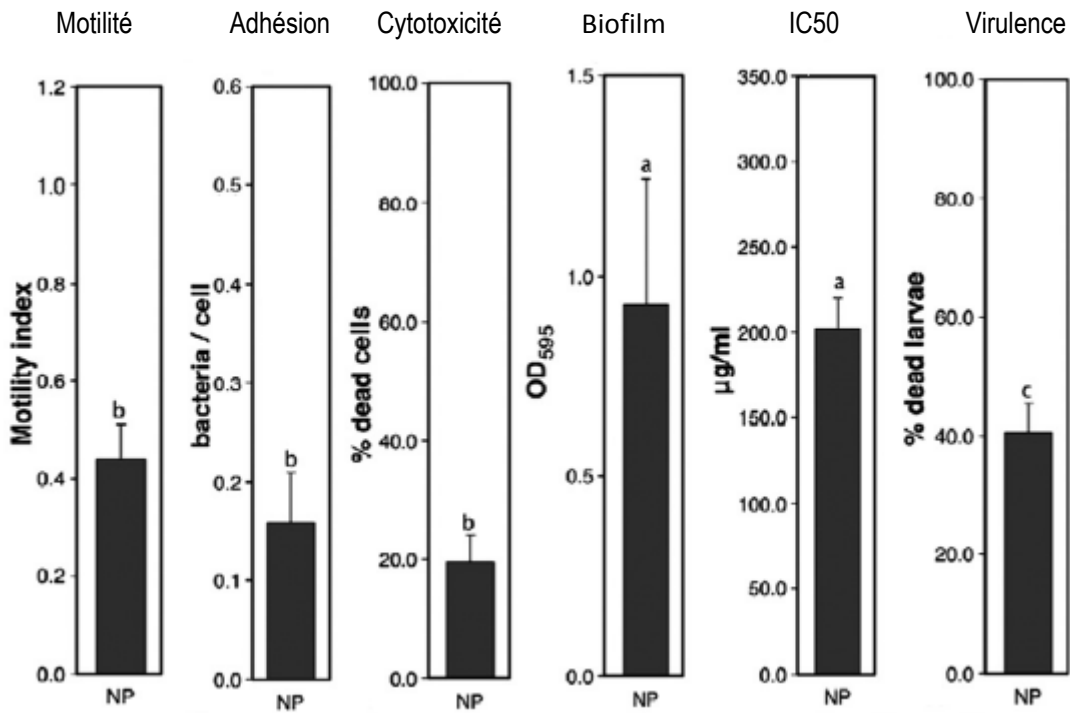 Motilité Adhésion Cytotoxicité Biofilm IC50 Virulence
Motility index
1.2
1.0
0.8
0.6
0.4
0.2
0.0
b
NP
bacteria / cell
0.6
0.5
0.4
0.3
0.2
0.1
0.0
b
NP
% dead cells
100.0
80.0
60.0
40.0
20.0
0.0
b
NP
OD595
1.5
1.0
0.5
0.0
a
NP
µg/ml
350.0
300.0
250.0
200.0
150.0
100.0
50.0
0.0
a
NP
% dead larvae
100.0
80.0
60.0
40.0
20.0
0.0
c
NP